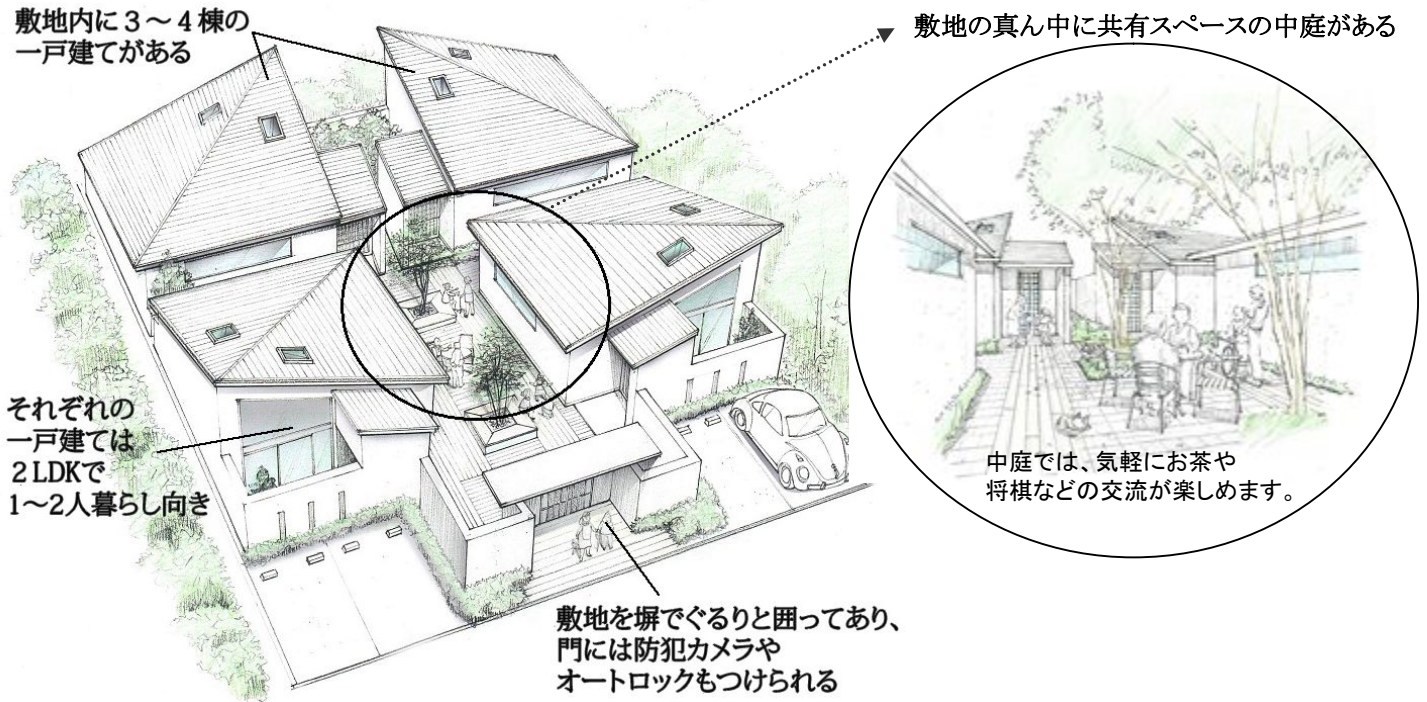 敷地内に３～４棟の
一戸建てがある
敷地の真ん中に共有スペースの中庭がある
それぞれの
一戸建ては
２LDKで
1～2人暮らし向き
中庭では、気軽にお茶や
将棋などの交流が楽しめます。
敷地を塀でぐるりと囲ってあり、
門には防犯カメラや
オートロックもつけられる